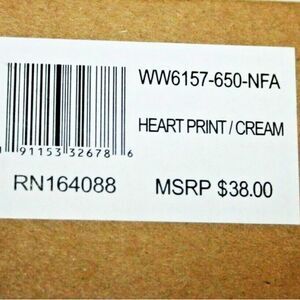 WW6157-650-NFA
HEART PRINT / CREAM
91153 32678 6
RN164088
MSRP $38.00